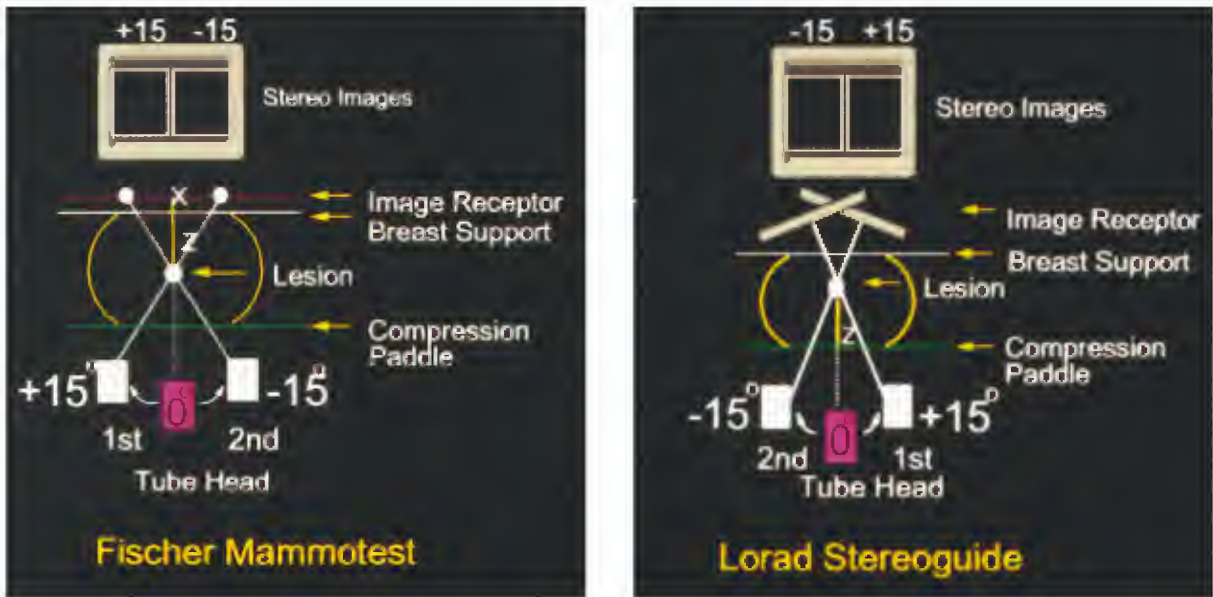 +15 -15
Stereo Images
X
Image Receptor
Breast Support
Z
Lesion
Compression
Paddle
+15° 0 -15°
1st 2nd
Tube Head
Fischer Mammotest
-15 +15
Stereo Images
Image Receptor
Breast Support
Lesion
Z
Compression
Paddle
-15° 0 +15°
2nd 1st
Tube Head
Lorad Stereoguide